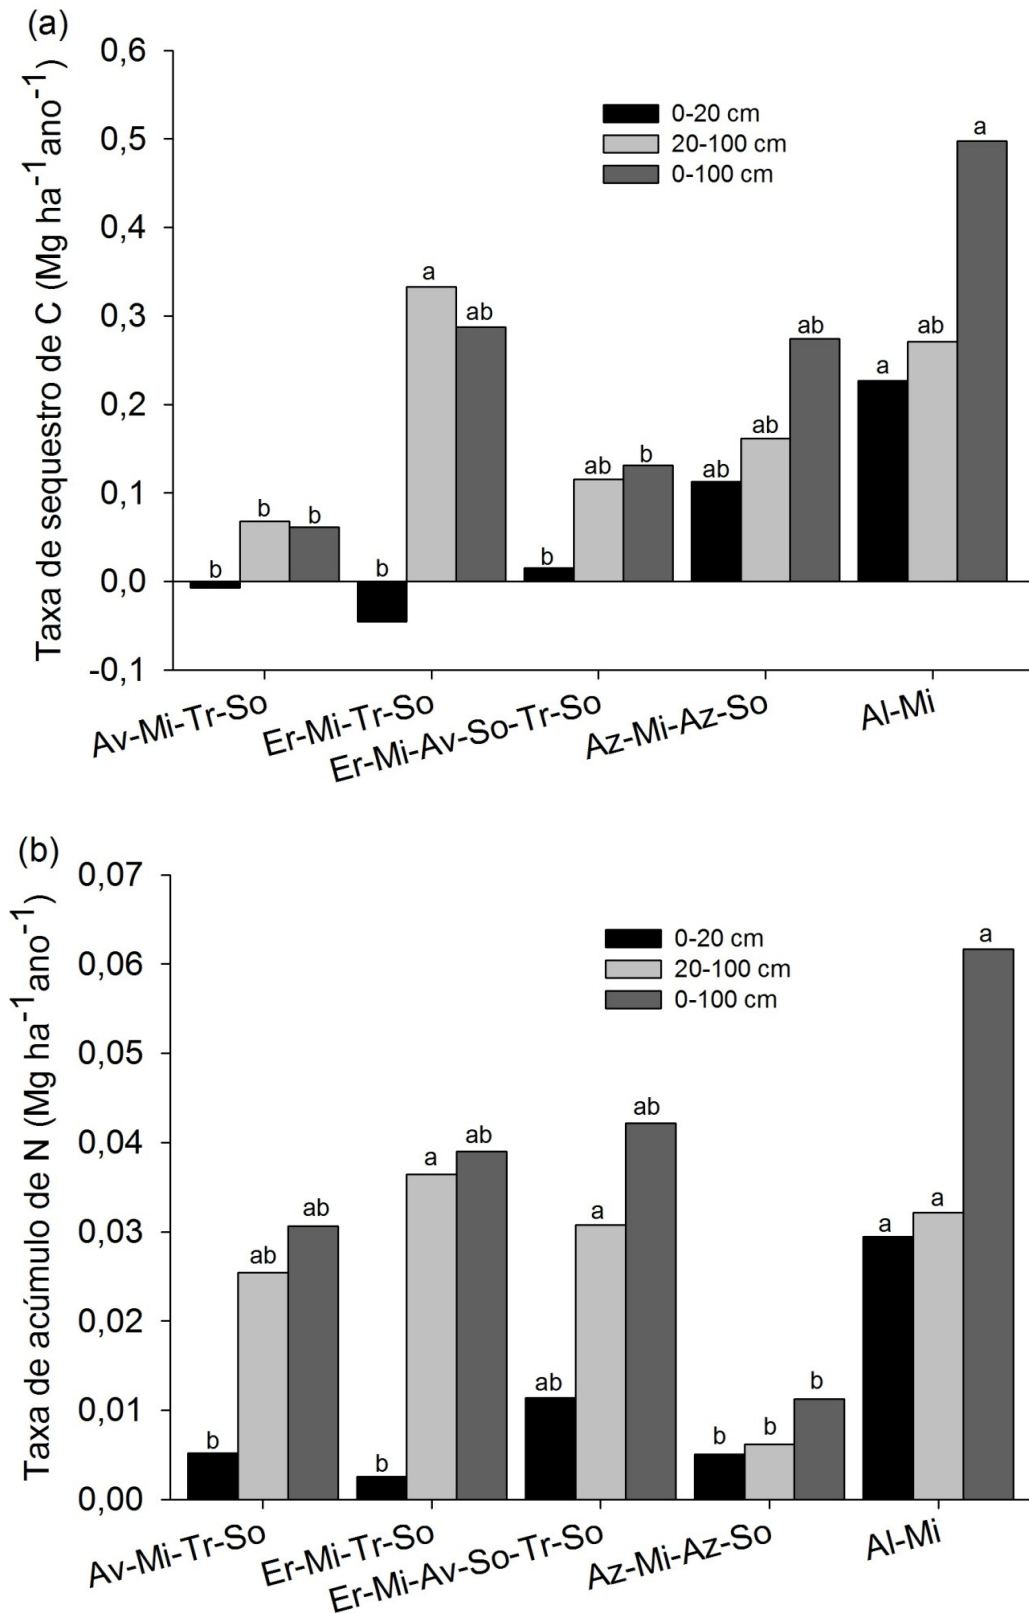 (a)
Taxa de sequestro de C (Mg ha⁻¹ano⁻¹)
0,6
0,5
0,4
0,3
0,2
0,1
0,0
-0,1
0-20 cm
20-100 cm
0-100 cm
b b b
b a ab
b ab b
ab ab ab
a ab a
Av-Mi-Tr-So
Er-Mi-Tr-So
Er-Mi-Av-So-Tr-So
Az-Mi-Az-So
Al-Mi
(b)
Taxa de acúmulo de N (Mg ha⁻¹ano⁻¹)
0,07
0,06
0,05
0,04
0,03
0,02
0,01
0,00
0-20 cm
20-100 cm
0-100 cm
b ab ab
b a ab
ab a ab
b b b
a a a
Av-Mi-Tr-So
Er-Mi-Tr-So
Er-Mi-Av-So-Tr-So
Az-Mi-Az-So
Al-Mi